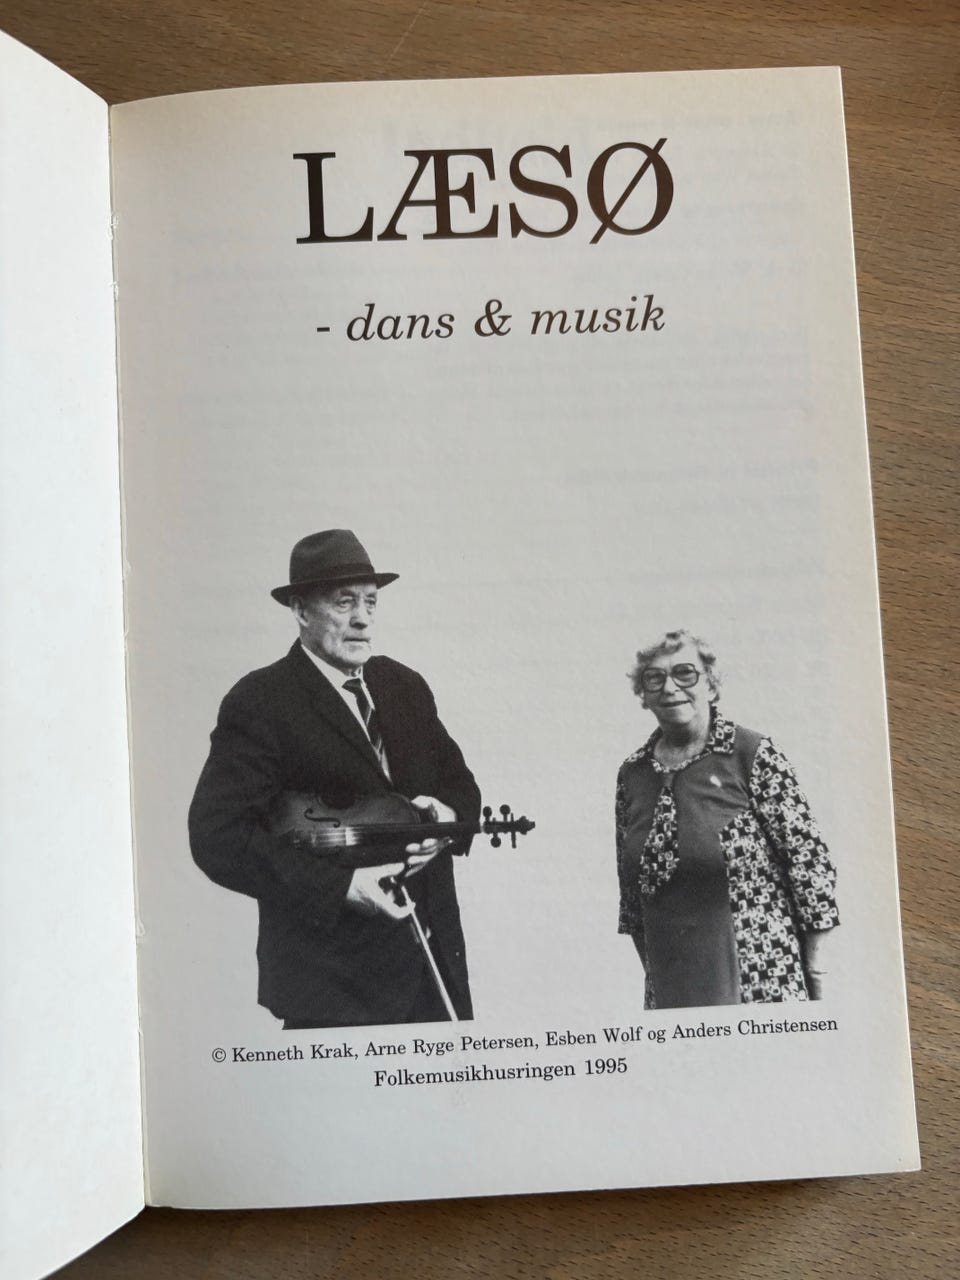 LÆSØ
- dans & musik
© Kenneth Krak, Arne Ryge Petersen, Esben Wolf og Anders Christensen
Folkemusikhusringen 1995